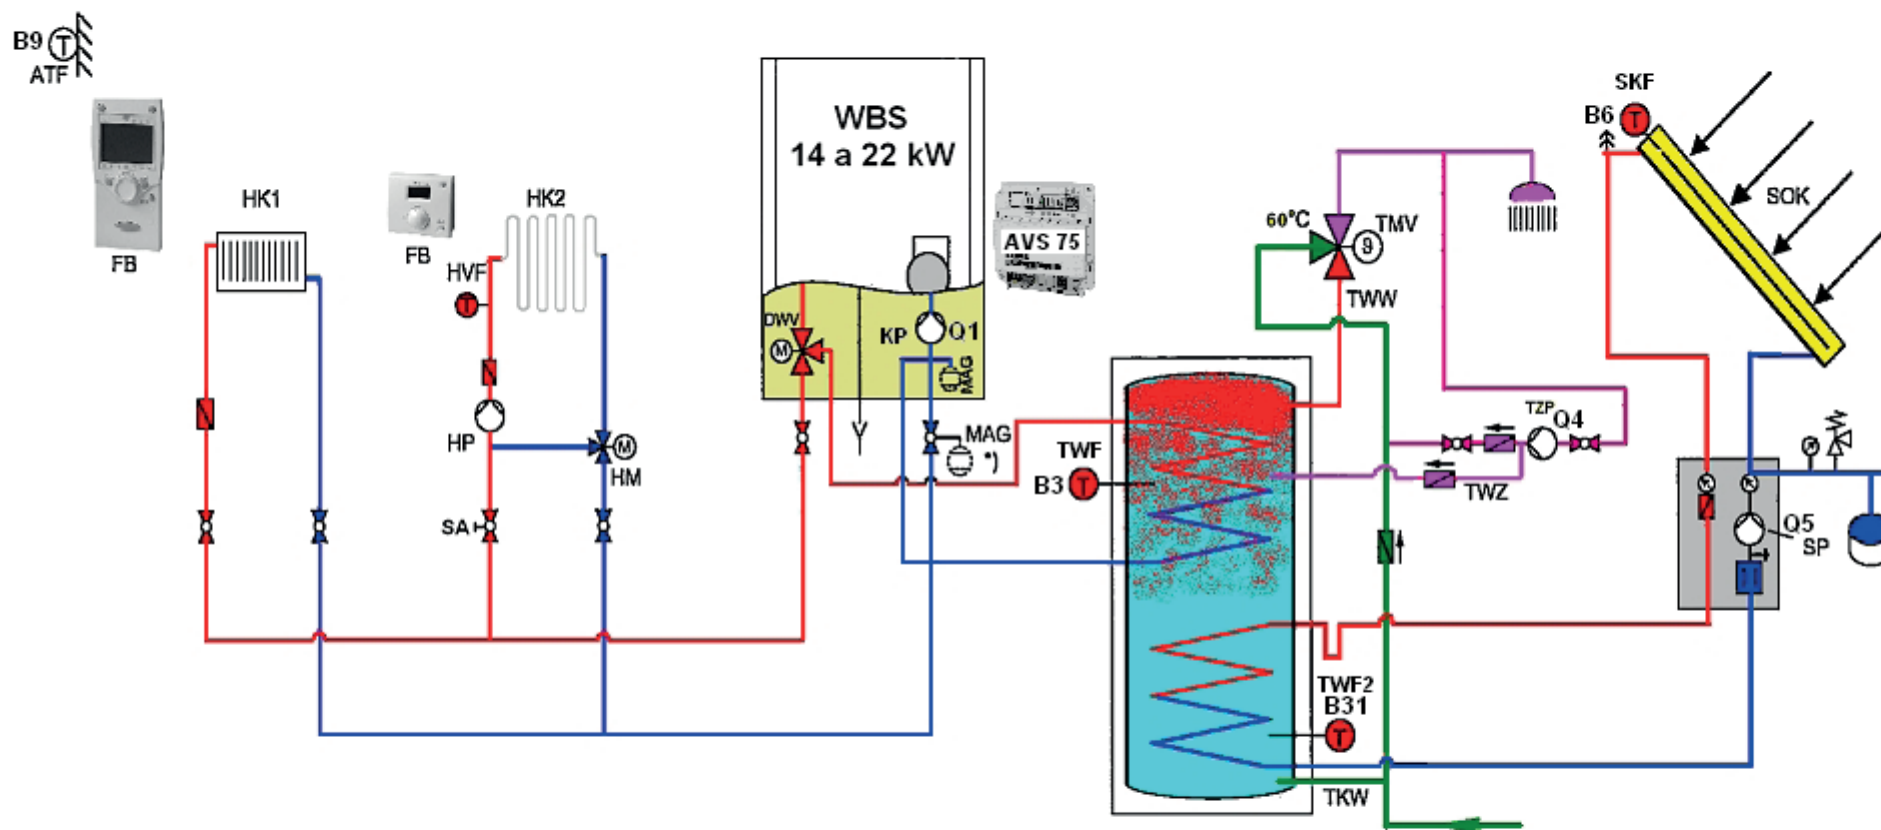 B9 T
ATF
FB
HK1
FB
HK2
HVF
T
HP
M
HM
SA
WBS
14 a 22 kW
DWV
M
KP
Q1
MAG
MAG
*)
AVS 75
TWF
B3 T
60°C
TMV
9
TWW
TZP
Q4
TWZ
TWF2
B31
T
TKW
SKF
B6 T
SOK
Q5
SP